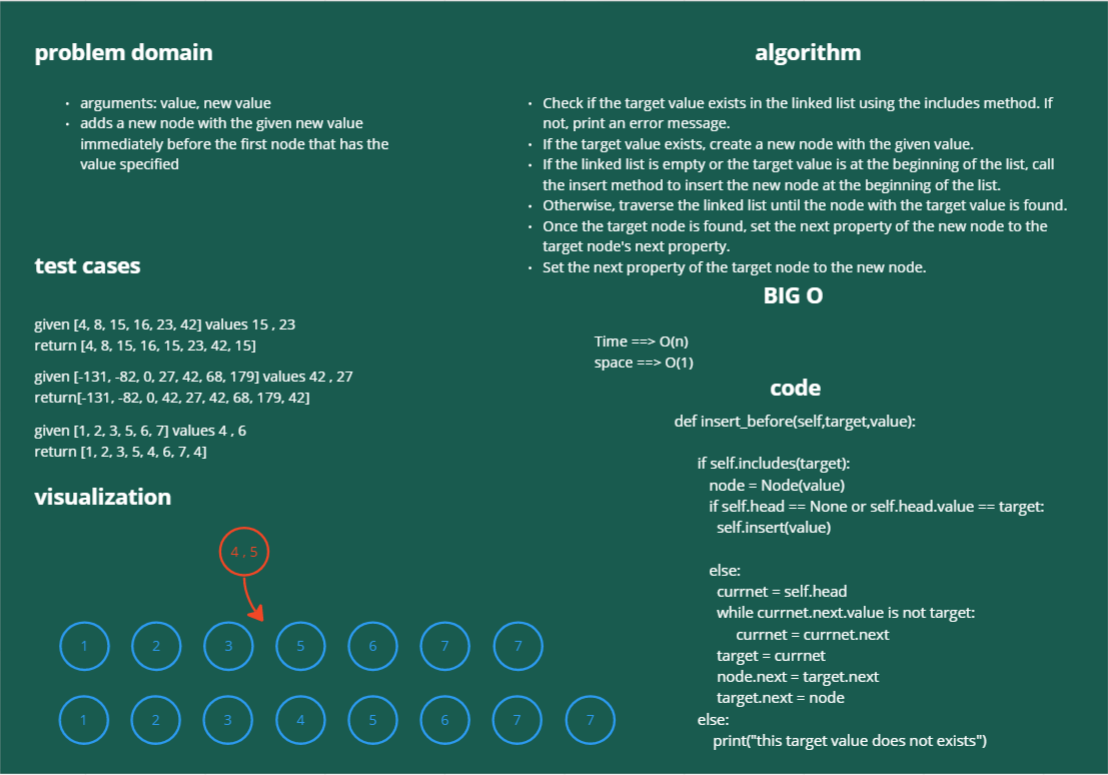 problem domain
· arguments: value, new value
· adds a new node with the given new value
immediately before the first node that has the
value specified
test cases
given [4, 8, 15, 16, 23, 42] values 15 , 23
return [4, 8, 15, 16, 15, 23, 42, 15]
given [-131, -82, 0, 27, 42, 68, 179] values 42 , 27
return[-131, -82, 0, 42, 27, 42, 68, 179, 42]
given [1, 2, 3, 5, 6, 7] values 4 , 6
return [1, 2, 3, 5, 4, 6, 7, 4]
visualization
4 , 5
1 2 3 5 6 7 7
1 2 3 4 5 6 7 7
algorithm
· Check if the target value exists in the linked list using the includes method. If
not, print an error message.
· If the target value exists, create a new node with the given value.
· If the linked list is empty or the target value is at the beginning of the list, call
the insert method to insert the new node at the beginning of the list.
· Otherwise, traverse the linked list until the node with the target value is found.
· Once the target node is found, set the next property of the new node to the
target node's next property.
· Set the next property of the target node to the new node.
BIG O
Time ==> O(n)
space ==> O(1)
code
def insert_before(self,target,value):
if self.includes(target):
node = Node(value)
if self.head == None or self.head.value == target:
self.insert(value)
else:
currnet = self.head
while currnet.next.value is not target:
currnet = currnet.next
target = currnet
node.next = target.next
target.next = node
else:
print("this target value does not exists")